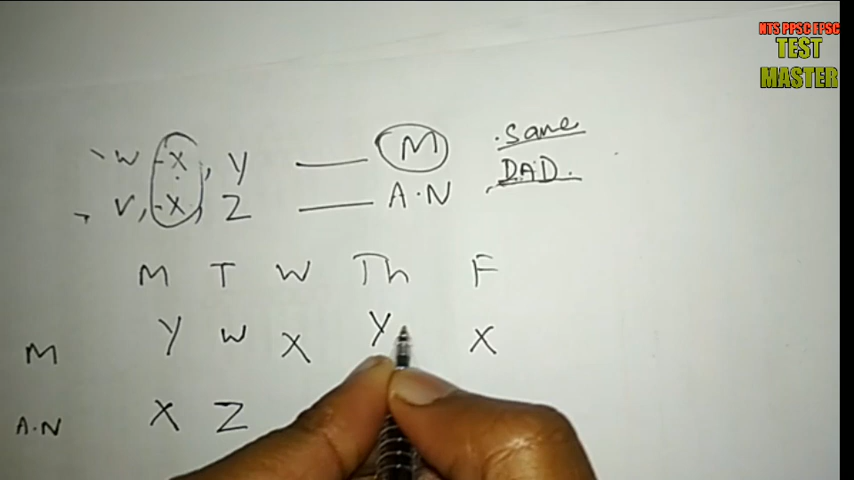 NTS PPSC FPSC
TEST
MASTER
W - X, Y — M
.Same
V, - X, Z — A.N
DAD.
M T W Th F
M Y W X Y X
A.N X Z